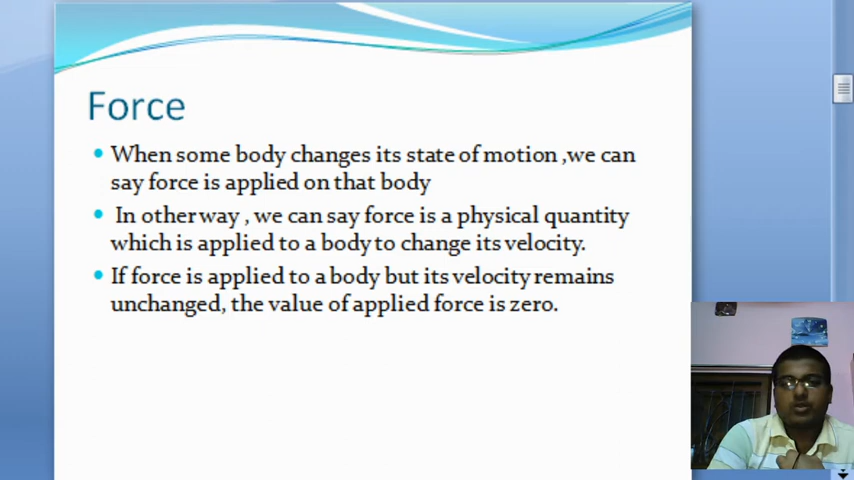 Force
When some body changes its state of motion ,we can
say force is applied on that body
In other way , we can say force is a physical quantity
which is applied to a body to change its velocity.
If force is applied to a body but its velocity remains
unchanged, the value of applied force is zero.